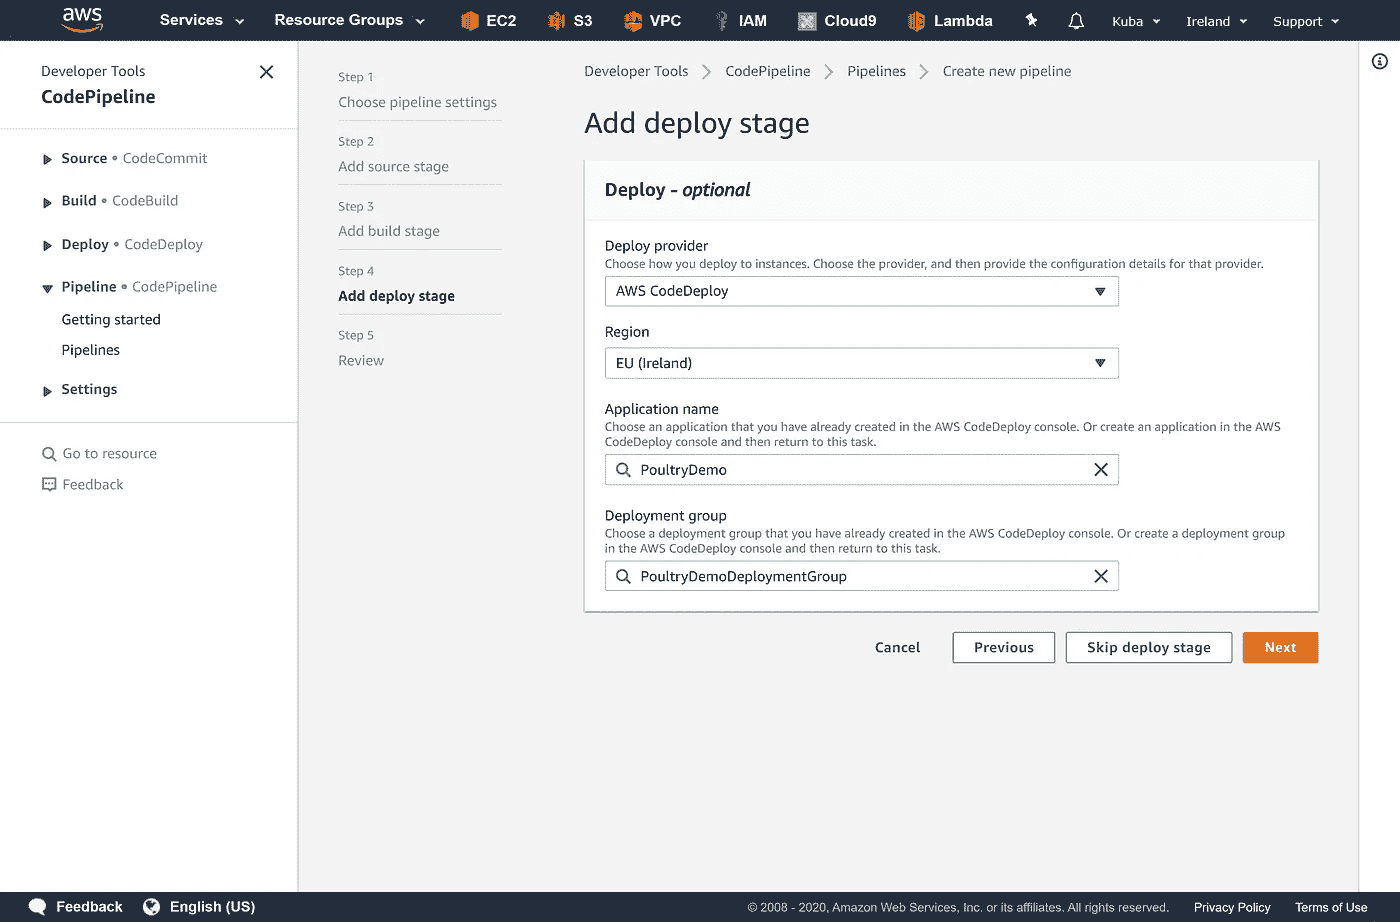 aws Services Resource Groups EC2 S3 VPC IAM Cloud9 Lambda Kuba Ireland Support
Developer Tools
CodePipeline
Source • CodeCommit
Build • CodeBuild
Deploy • CodeDeploy
Pipeline • CodePipeline
Getting started
Pipelines
Settings
Go to resource
Feedback
Step 1
Choose pipeline settings
Step 2
Add source stage
Step 3
Add build stage
Step 4
Add deploy stage
Step 5
Review
Developer Tools CodePipeline Pipelines Create new pipeline
Add deploy stage
Deploy - optional
Deploy provider
Choose how you deploy to instances. Choose the provider, and then provide the configuration details for that provider.
AWS CodeDeploy
Region
EU (Ireland)
Application name
Choose an application that you have already created in the AWS CodeDeploy console. Or create an application in the AWS
CodeDeploy console and then return to this task.
PoultryDemo
Deployment group
Choose a deployment group that you have already created in the AWS CodeDeploy console. Or create a deployment group
in the AWS CodeDeploy console and then return to this task.
PoultryDemoDeploymentGroup
Cancel Previous Skip deploy stage Next
Feedback English (US) © 2008 - 2020, Amazon Web Services, Inc. or its affiliates. All rights reserved. Privacy Policy Terms of Use